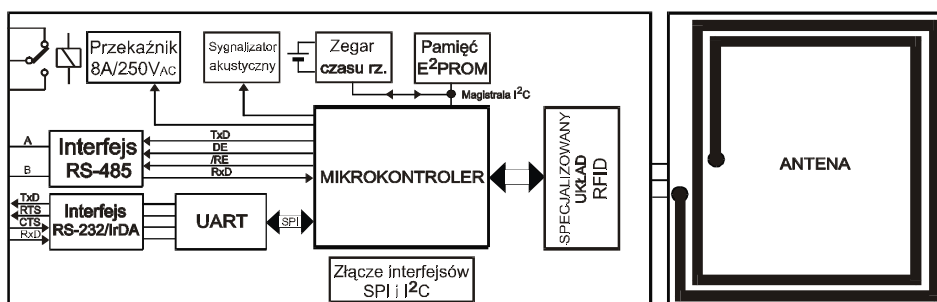 Przekaźnik
8A/250VAC
Sygnalizator
akustyczny
Zegar
czasu rz.
Pamięć
E²PROM
Magistrala I²C
A
B
Interfejs
RS-485
TxD
DE
/RE
RxD
MIKROKONTROLER
SPECJALIZOWANY
UKŁAD
RFID
ANTENA
TxD
RTS
CTS
RxD
Interfejs
RS-232/IrDA
UART
SPI
Złącze interfejsów
SPI i I²C